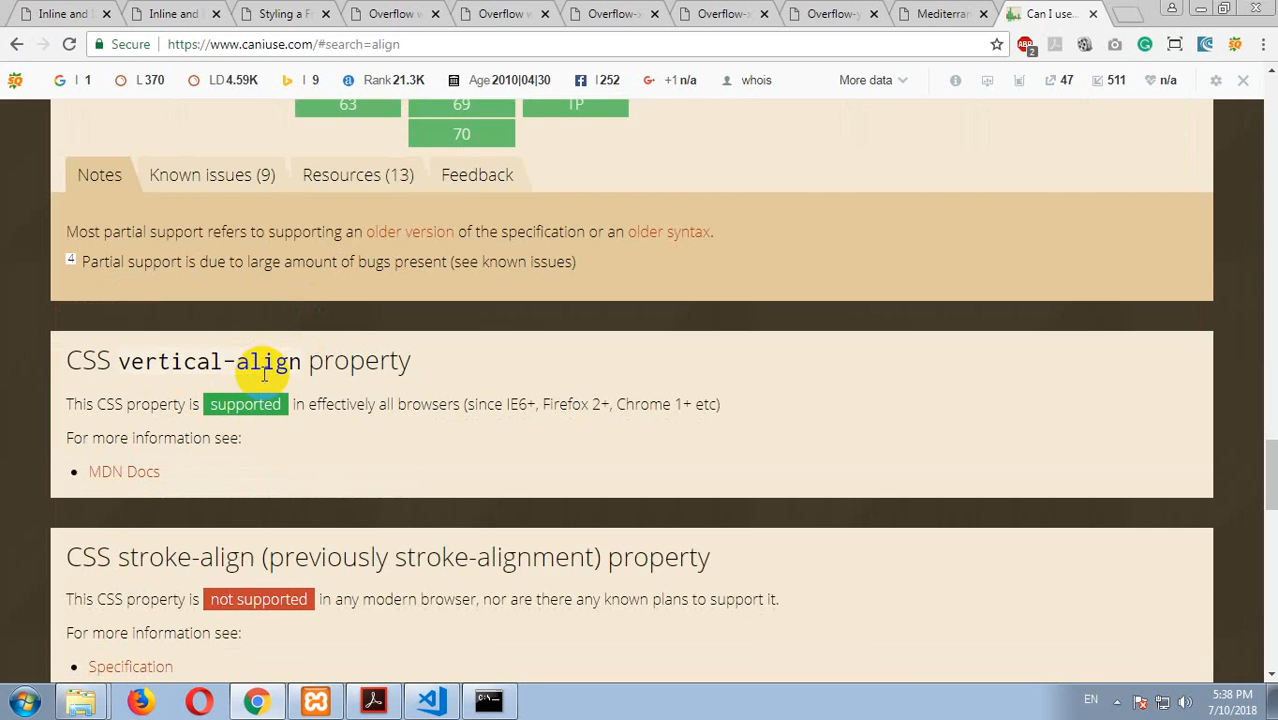 Inline and
Inline and
Styling a F
Overflow w
Overflow w
Overflow-x
Overflow-x
Overflow-y
Mediterran
Can I use...
Secure https://www.caniuse.com/#search=align
ABP 2
I 1 L 370 LD 4.59K I 9 Rank 21.3K Age 2010|04|30 I 252 +1 n/a whois More data 47 511 n/a
63 69 TP
70
Notes Known issues (9) Resources (13) Feedback
Most partial support refers to supporting an older version of the specification or an older syntax.
4 Partial support is due to large amount of bugs present (see known issues)
CSS vertical-align property
This CSS property is supported in effectively all browsers (since IE6+, Firefox 2+, Chrome 1+ etc)
For more information see:
• MDN Docs
CSS stroke-align (previously stroke-alignment) property
This CSS property is not supported in any modern browser, nor are there any known plans to support it.
For more information see:
• Specification
EN 5:38 PM
7/10/2018